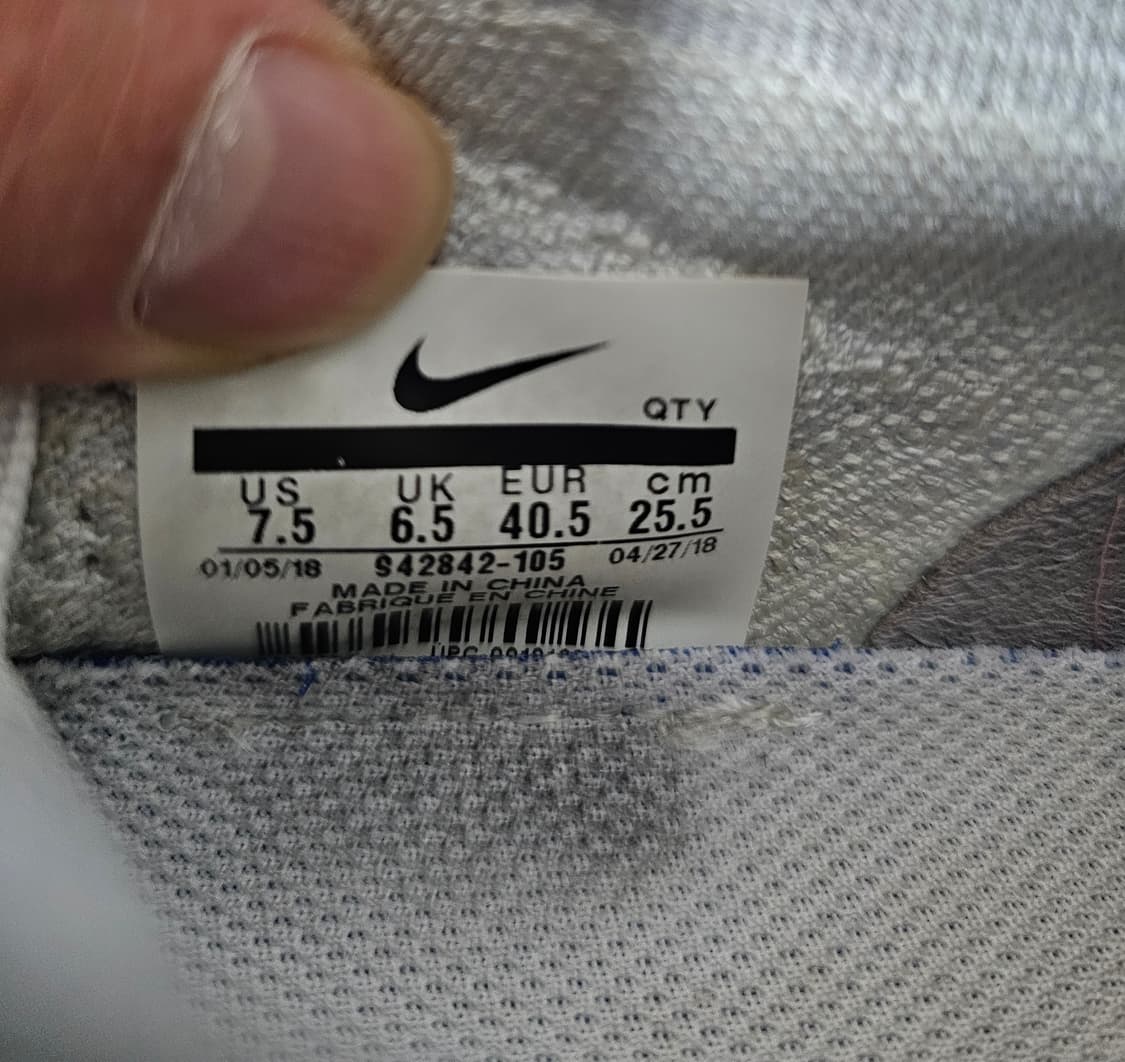 QTY
US UK EUR cm
7.5 6.5 40.5 25.5
01/05/18 942842-105 04/27/18
MADE IN CHINA
FABRIQUE EN CHINE
UPC